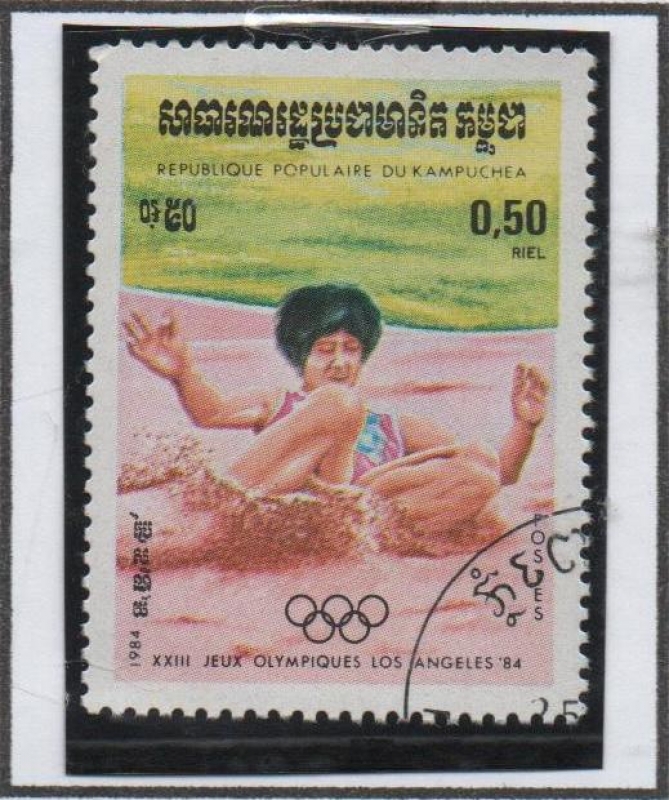 សាធារណរដ្ឋប្រជាមានិត កម្ពុជា
REPUBLIQUE POPULAIRE DU KAMPUCHEA
0,50
RIEL
POSTES
1984
XXIII JEUX OLYMPIQUES LOS ANGELES '84
25